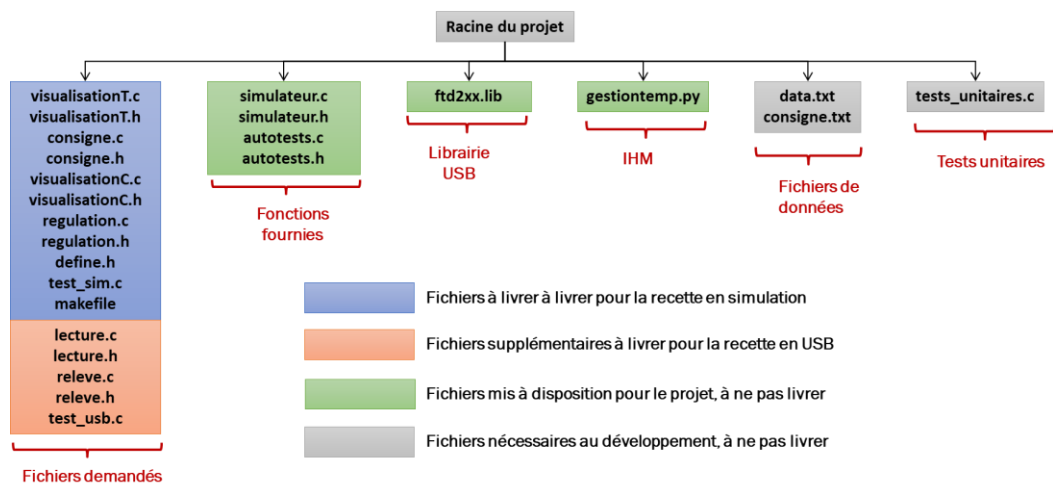 Racine du projet
visualisationT.c
visualisationT.h
consigne.c
consigne.h
visualisationC.c
visualisationC.h
regulation.c
regulation.h
define.h
test_sim.c
makefile
lecture.c
lecture.h
releve.c
releve.h
test_usb.c
Fichiers demandés
simulateur.c
simulateur.h
autotests.c
autotests.h
Fonctions
fournies
ftd2xx.lib
Librairie
USB
gestiontemp.py
IHM
data.txt
consigne.txt
Fichiers de
données
tests_unitaires.c
Tests unitaires
Fichiers à livrer à livrer pour la recette en simulation
Fichiers supplémentaires à livrer pour la recette en USB
Fichiers mis à disposition pour le projet, à ne pas livrer
Fichiers nécessaires au développement, à ne pas livrer